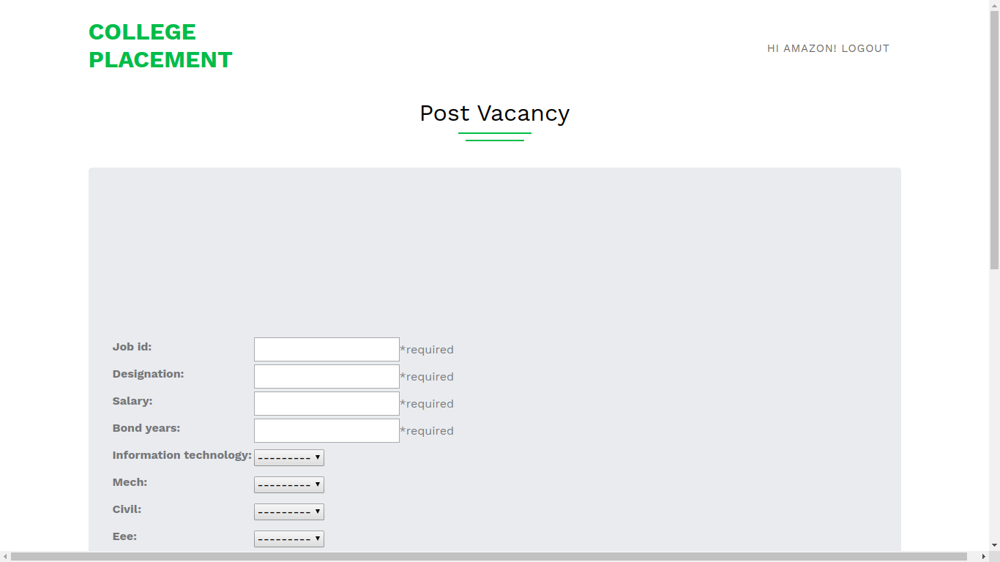 COLLEGE
PLACEMENT
HI AMAZON! LOGOUT
Post Vacancy
Job id: *required
Designation: *required
Salary: *required
Bond years: *required
Information technology: ---------
Mech: ---------
Civil: ---------
Eee: ---------